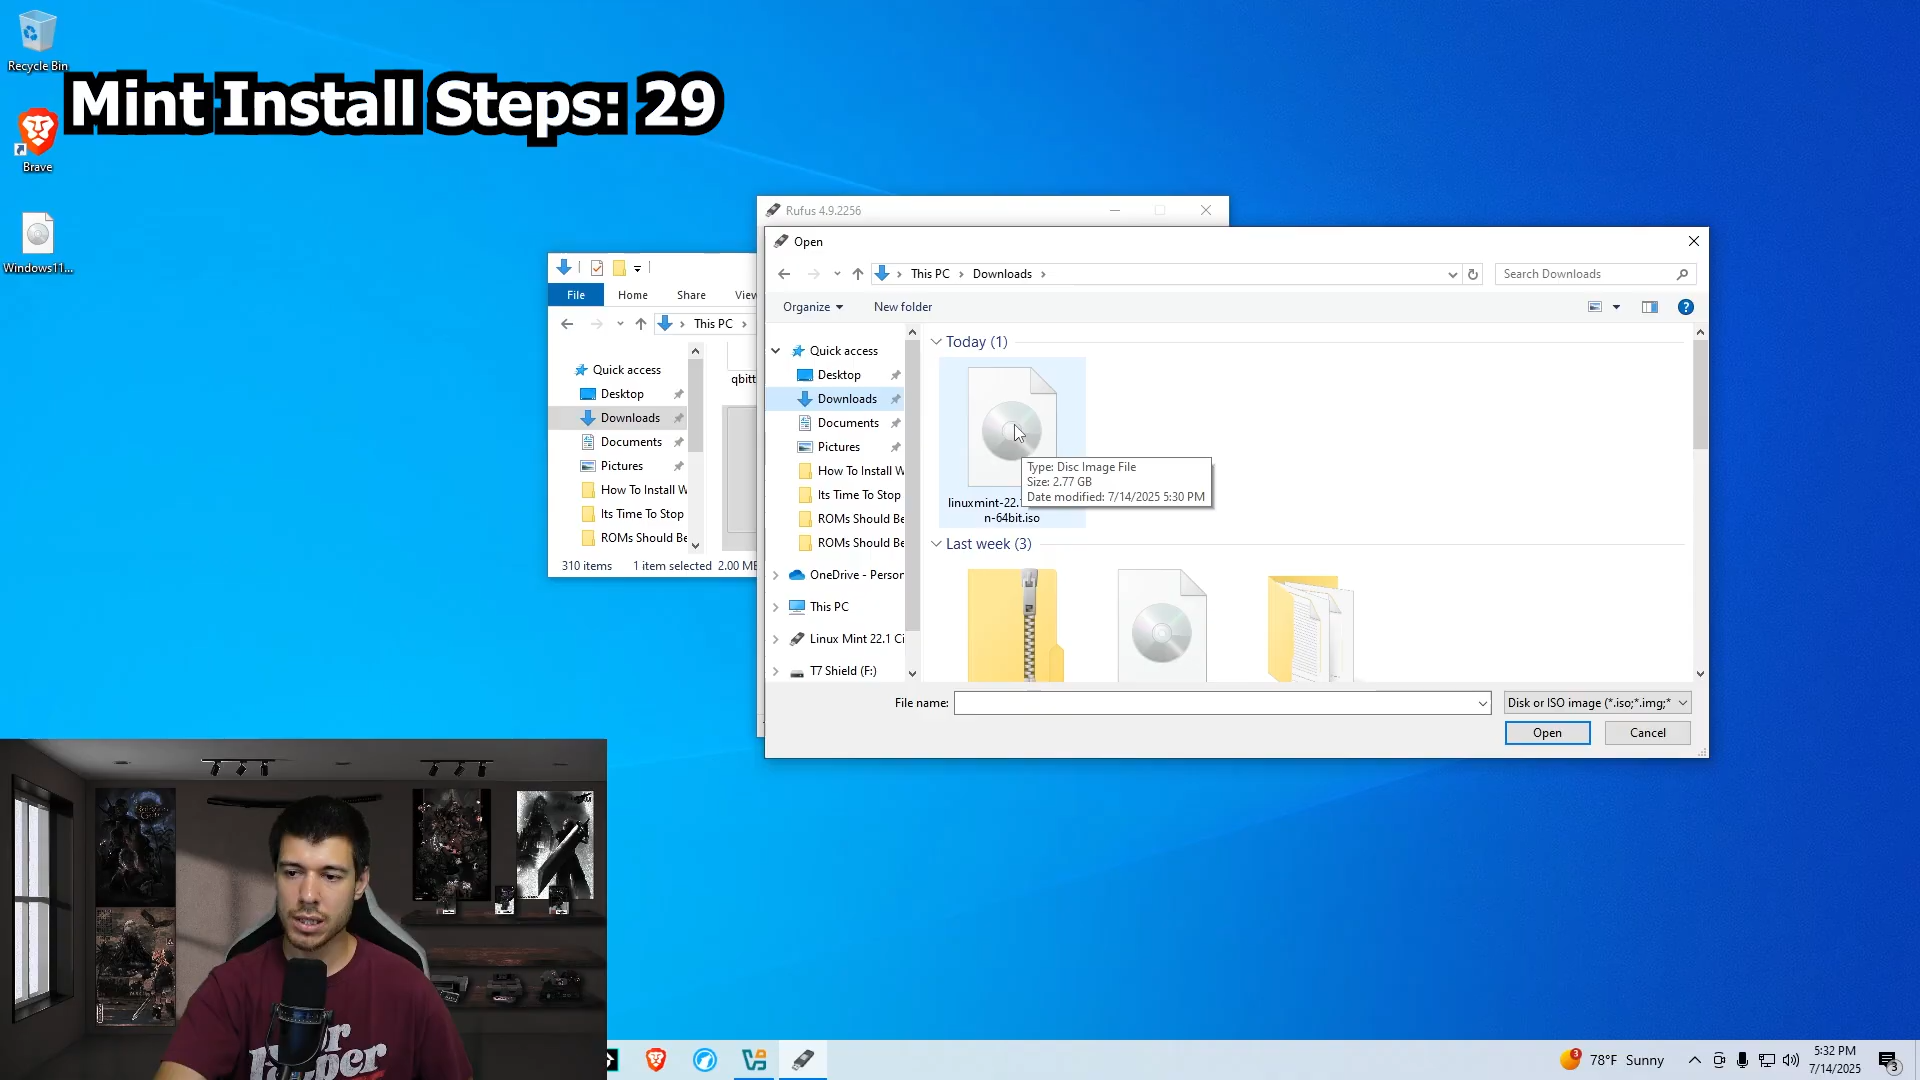 Recycle Bin
Mint Install Steps: 29
Brave
Windows11...
Rufus 4.9.2256
Open
This PC
Downloads
Search Downloads
Organize
New folder
File
Home
Share
This PC
Quick access
Desktop
Downloads
Documents
Pictures
How To Install W
Its Time To Stop
ROMs Should Be
310 items
1 item selected
2.00 MB
Quick access
Desktop
Downloads
Documents
Pictures
How To Install W
Its Time To Stop
ROMs Should Be
ROMs Should Be
OneDrive - Person
This PC
Linux Mint 22.1 Ci
T7 Shield (F:)
Today (1)
Type: Disc Image File
Size: 2.77 GB
Date modified: 7/14/2025 5:30 PM
linuxmint-22.
n-64bit.iso
Last week (3)
File name:
Disk or ISO image (*.iso;*.img;*
Open
Cancel
3
78°F Sunny
5:32 PM
7/14/2025
3